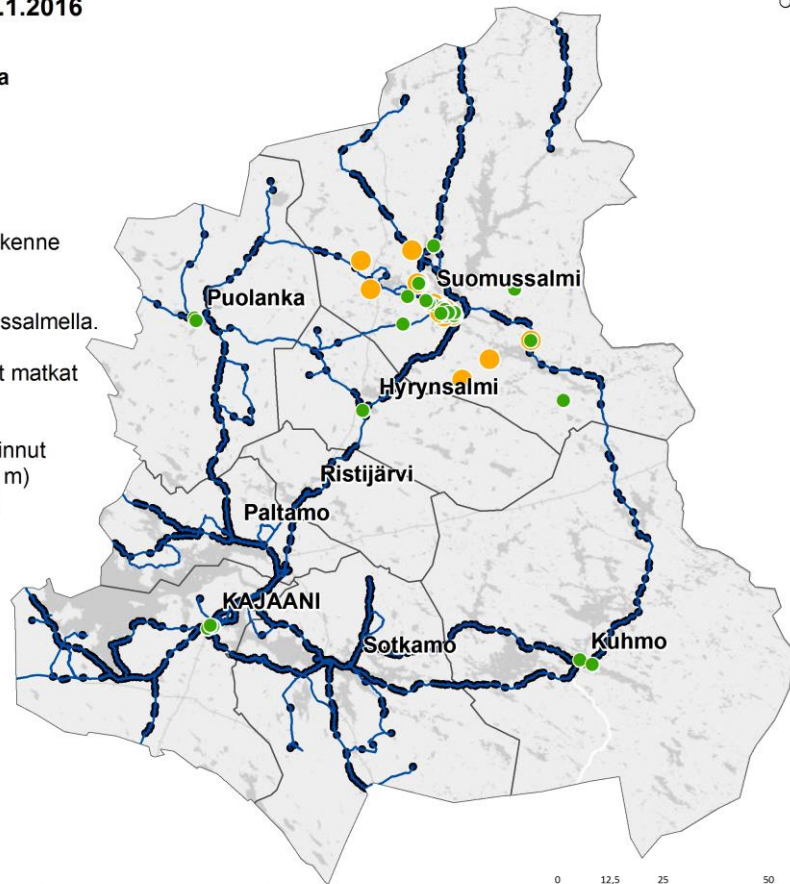 .1.2016
a
kenne
ssalmella.
t matkat
innut
m)
Suomussalmi
Puolanka
Hyrynsalmi
Ristijärvi
Paltamo
KAJAANI
Sotkamo
Kuhmo
0 12,5 25 50